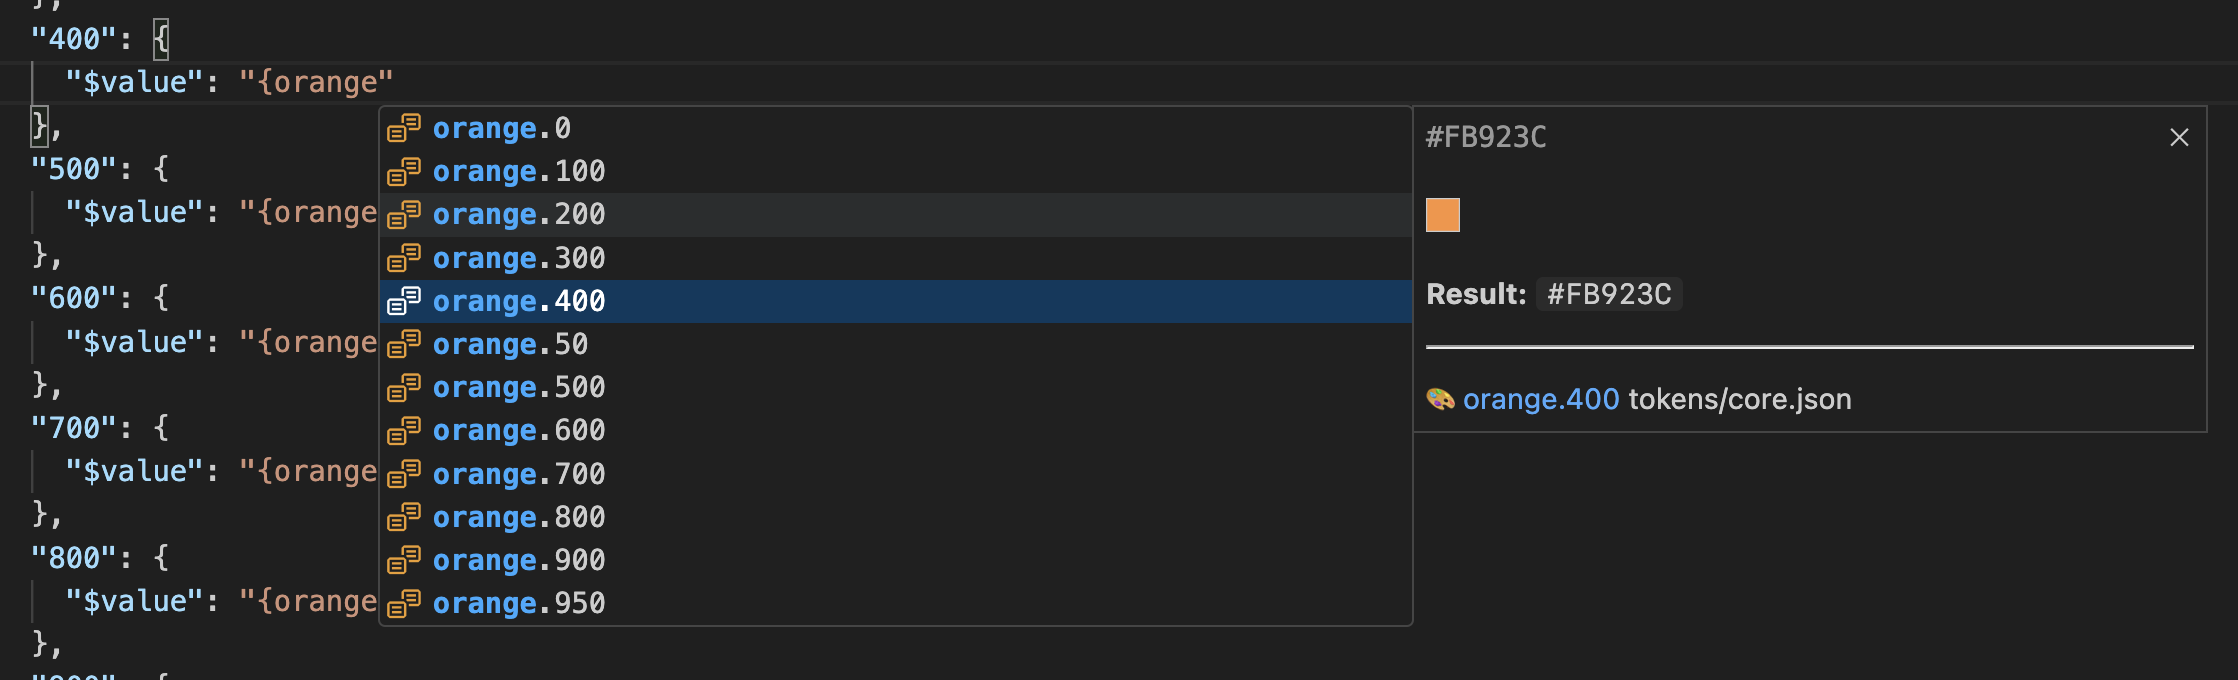 },
"400": {
"$value": "{orange"
},
"500": {
"$value": "{orange
},
"600": {
"$value": "{orange
},
"700": {
"$value": "{orange
},
"800": {
"$value": "{orange
},
orange.0
orange.100
orange.200
orange.300
orange.400
orange.50
orange.500
orange.600
orange.700
orange.800
orange.900
orange.950
#FB923C
Result: #FB923C
orange.400 tokens/core.json